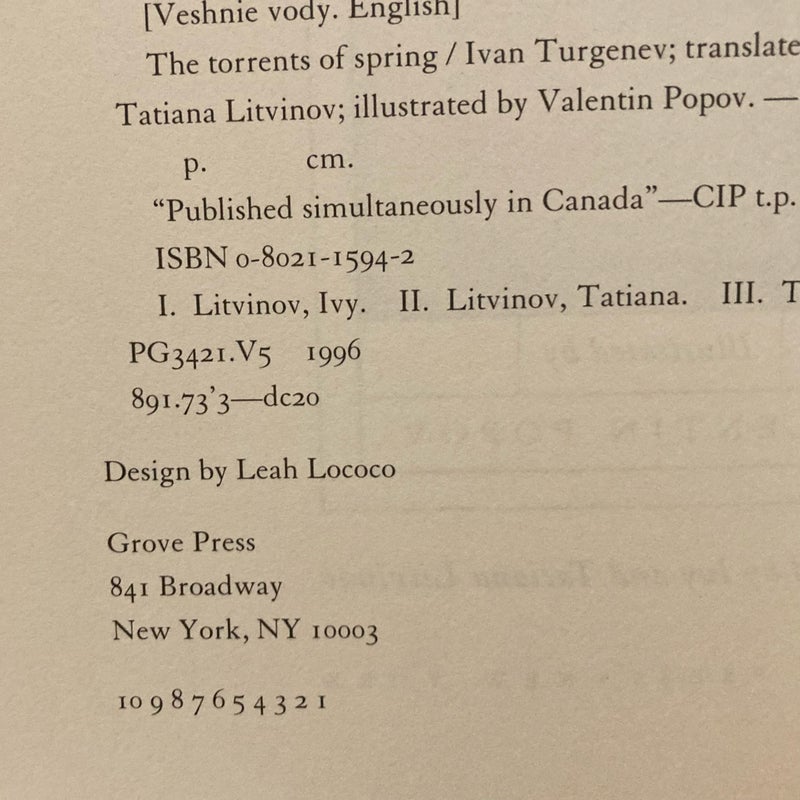 [Veshnie vody. English]
The torrents of spring / Ivan Turgenev; translate
Tatiana Litvinov; illustrated by Valentin Popov. —
p. cm.
“Published simultaneously in Canada”—CIP t.p.
ISBN 0-8021-1594-2
I. Litvinov, Ivy. II. Litvinov, Tatiana. III. T
PG3421.V5 1996
891.73’3—dc20
Design by Leah Lococo
Grove Press
841 Broadway
New York, NY 10003
10 9 8 7 6 5 4 3 2 1